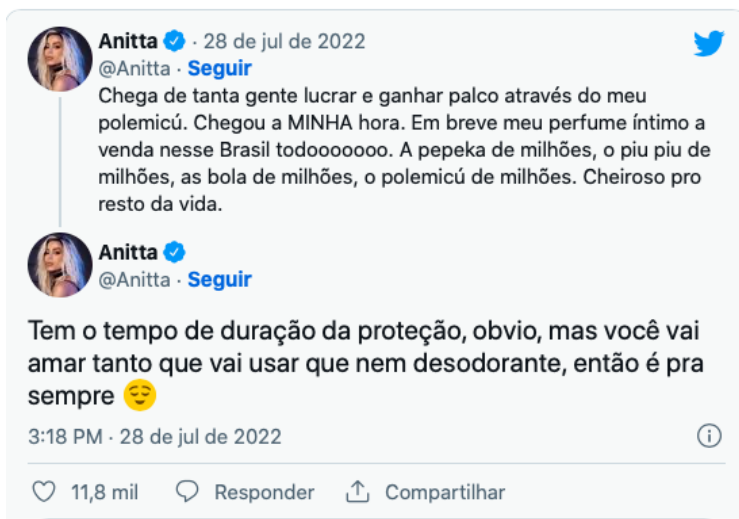 Anitta · 28 de jul de 2022
@Anitta · Seguir
Chega de tanta gente lucrar e ganhar palco através do meu
polemicú. Chegou a MINHA hora. Em breve meu perfume íntimo a
venda nesse Brasil todooooooo. A pepeka de milhões, o piu piu de
milhões, as bola de milhões, o polemicú de milhões. Cheiroso pro
resto da vida.
Anitta
@Anitta · Seguir
Tem o tempo de duração da proteção, obvio, mas você vai
amar tanto que vai usar que nem desodorante, então é pra
sempre 😌
3:18 PM · 28 de jul de 2022
11,8 mil Responder Compartilhar